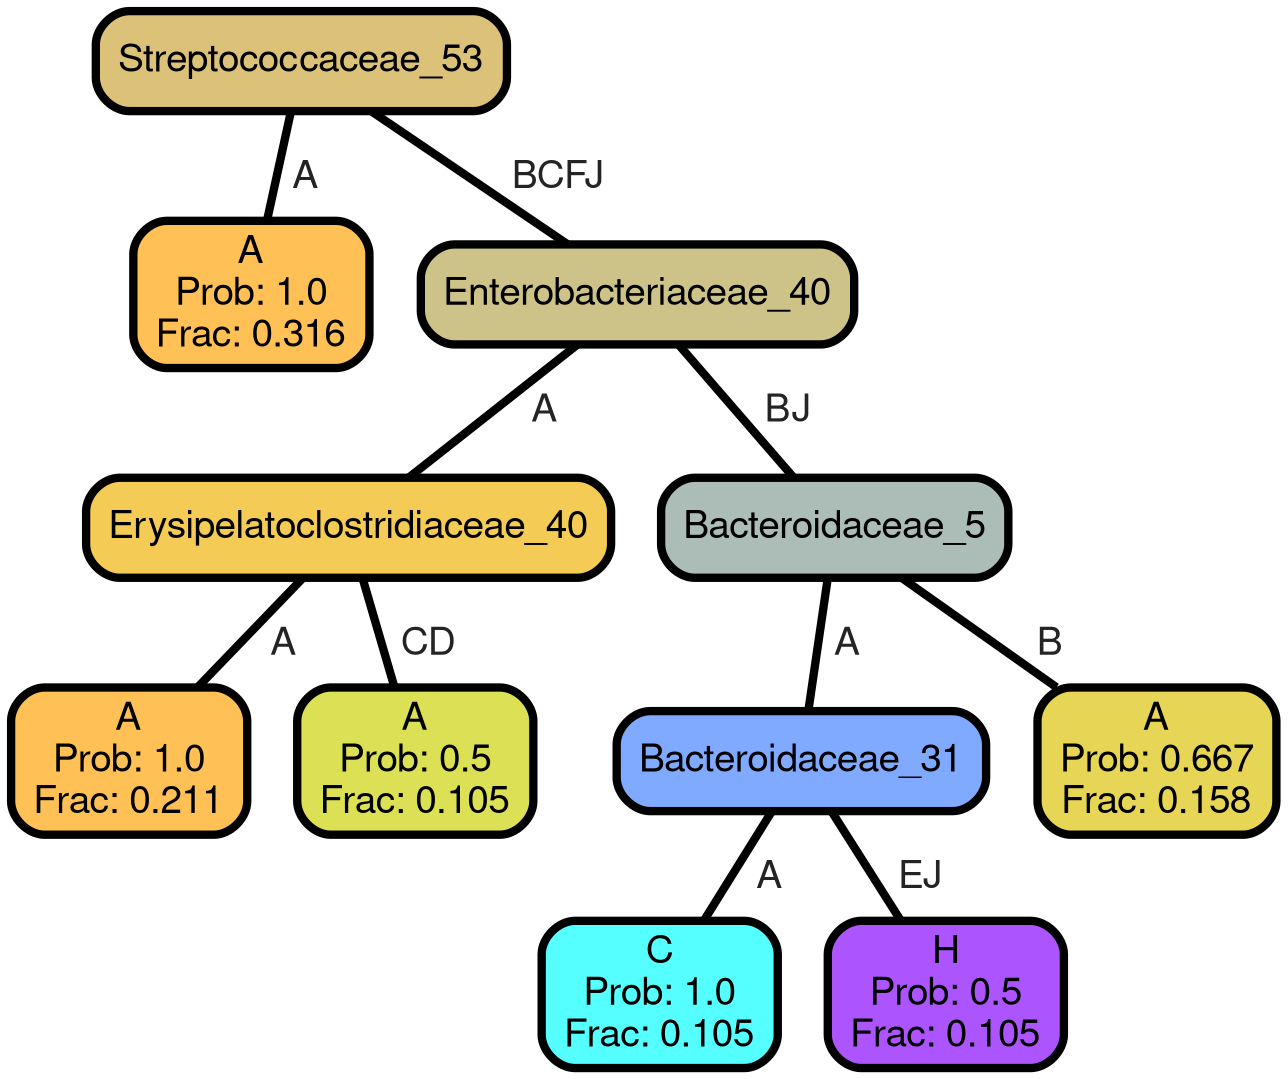 Streptococcaceae_53
A
BCFJ
A
Prob: 1.0
Frac: 0.316
Enterobacteriaceae_40
A
BJ
Erysipelatoclostridiaceae_40
Bacteroidaceae_5
A
CD
A
B
A
Prob: 1.0
Frac: 0.211
A
Prob: 0.5
Frac: 0.105
Bacteroidaceae_31
A
Prob: 0.667
Frac: 0.158
A
EJ
C
Prob: 1.0
Frac: 0.105
H
Prob: 0.5
Frac: 0.105